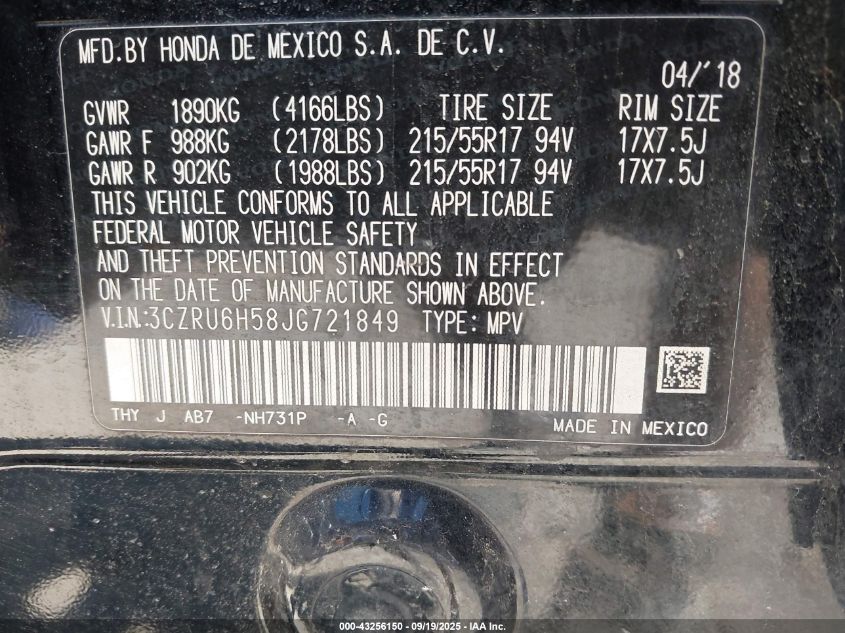 MFD.BY HONDA DE MEXICO S.A. DE C.V.
04/'18
GVWR 1890KG (4166LBS) TIRE SIZE RIM SIZE
GAWR F 988KG (2178LBS) 215/55R17 94V 17X7.5J
GAWR R 902KG (1988LBS) 215/55R17 94V 17X7.5J
THIS VEHICLE CONFORMS TO ALL APPLICABLE
FEDERAL MOTOR VEHICLE SAFETY
AND THEFT PREVENTION STANDARDS IN EFFECT
ON THE DATE OF MANUFACTURE SHOWN ABOVE.
V.I.N.:3CZRU6H58JG721849 TYPE: MPV
THY J AB7 -NH731P -A -G MADE IN MEXICO
000-43256150 - 09/19/2025 - IAA Inc.